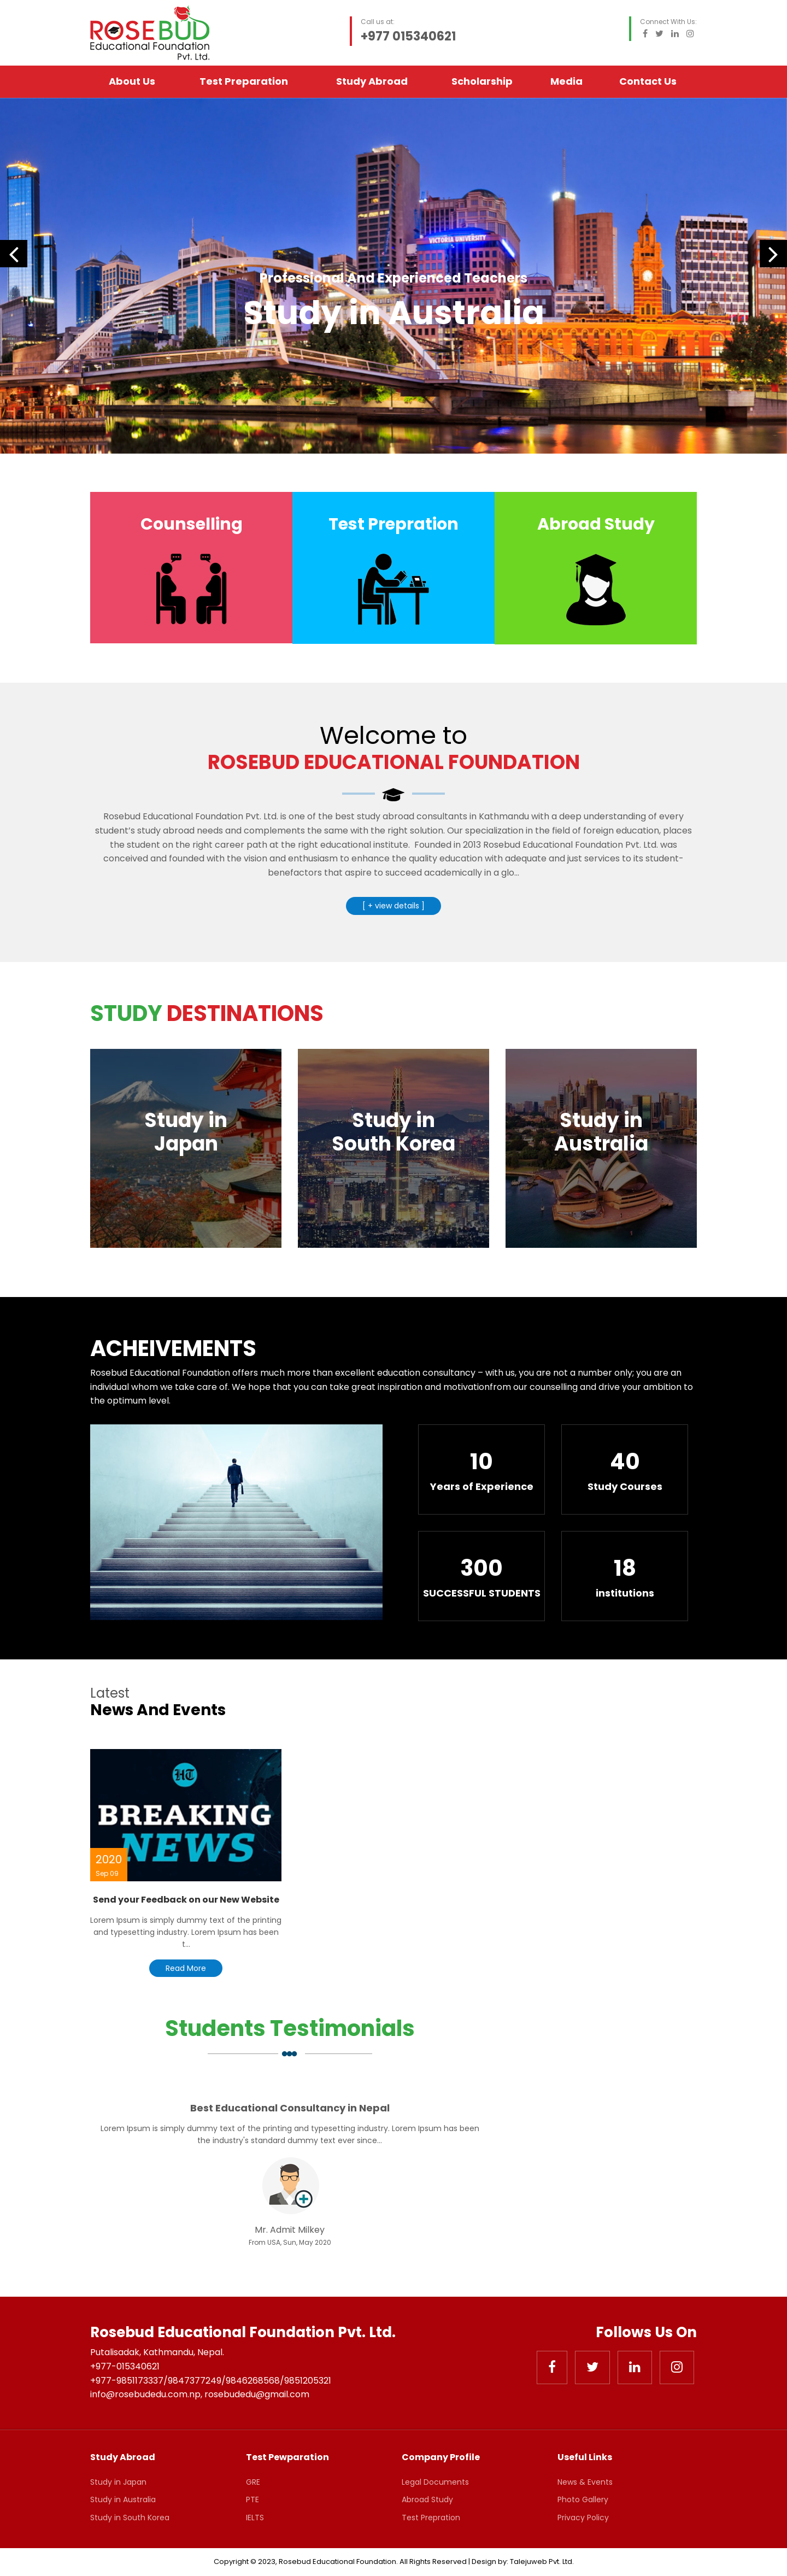 ROSEBUD
Educational Foundation
Pvt. Ltd.
Call us at:
+977 015340621
Connect With Us:
About Us
Test Preparation
Study Abroad
Scholarship
Media
Contact Us
VICTORIA UNIVERSITY
Professional And Experienced Teachers
Study in Australia
Counselling
Test Prepration
Abroad Study
Welcome to
ROSEBUD EDUCATIONAL FOUNDATION
Rosebud Educational Foundation Pvt. Ltd. is one of the best study abroad consultants in Kathmandu with a deep understanding of every
student’s study abroad needs and complements the same with the right solution. Our specialization in the field of foreign education, places
the student on the right career path at the right educational institute. Founded in 2013 Rosebud Educational Foundation Pvt. Ltd. was
conceived and founded with the vision and enthusiasm to enhance the quality education with adequate and just services to its student-
benefactors that aspire to succeed academically in a glo...
[ + view details ]
STUDY DESTINATIONS
Study in
Japan
Study in
South Korea
Study in
Australia
ACHEIVEMENTS
Rosebud Educational Foundation offers much more than excellent education consultancy – with us, you are not a number only; you are an
individual whom we take care of. We hope that you can take great inspiration and motivationfrom our counselling and drive your ambition to
the optimum level.
10
Years of Experience
40
Study Courses
300
SUCCESSFUL STUDENTS
18
institutions
Latest
News And Events
HT
BREAKING
NEWS
2020
Sep 09
Send your Feedback on our New Website
Lorem Ipsum is simply dummy text of the printing
and typesetting industry. Lorem Ipsum has been
t...
Read More
Students Testimonials
Best Educational Consultancy in Nepal
Lorem Ipsum is simply dummy text of the printing and typesetting industry. Lorem Ipsum has been
the industry's standard dummy text ever since...
Mr. Admit Milkey
From USA, Sun, May 2020
Rosebud Educational Foundation Pvt. Ltd.
Putalisadak, Kathmandu, Nepal.
+977-015340621
+977-9851173337/9847377249/9846268568/9851205321
info@rosebudedu.com.np, rosebudedu@gmail.com
Follows Us On
Study Abroad
Study in Japan
Study in Australia
Study in South Korea
Test Pewparation
GRE
PTE
IELTS
Company Profile
Legal Documents
Abroad Study
Test Prepration
Useful Links
News & Events
Photo Gallery
Privacy Policy
Copyright © 2023, Rosebud Educational Foundation. All Rights Reserved | Design by: Talejuweb Pvt. Ltd.